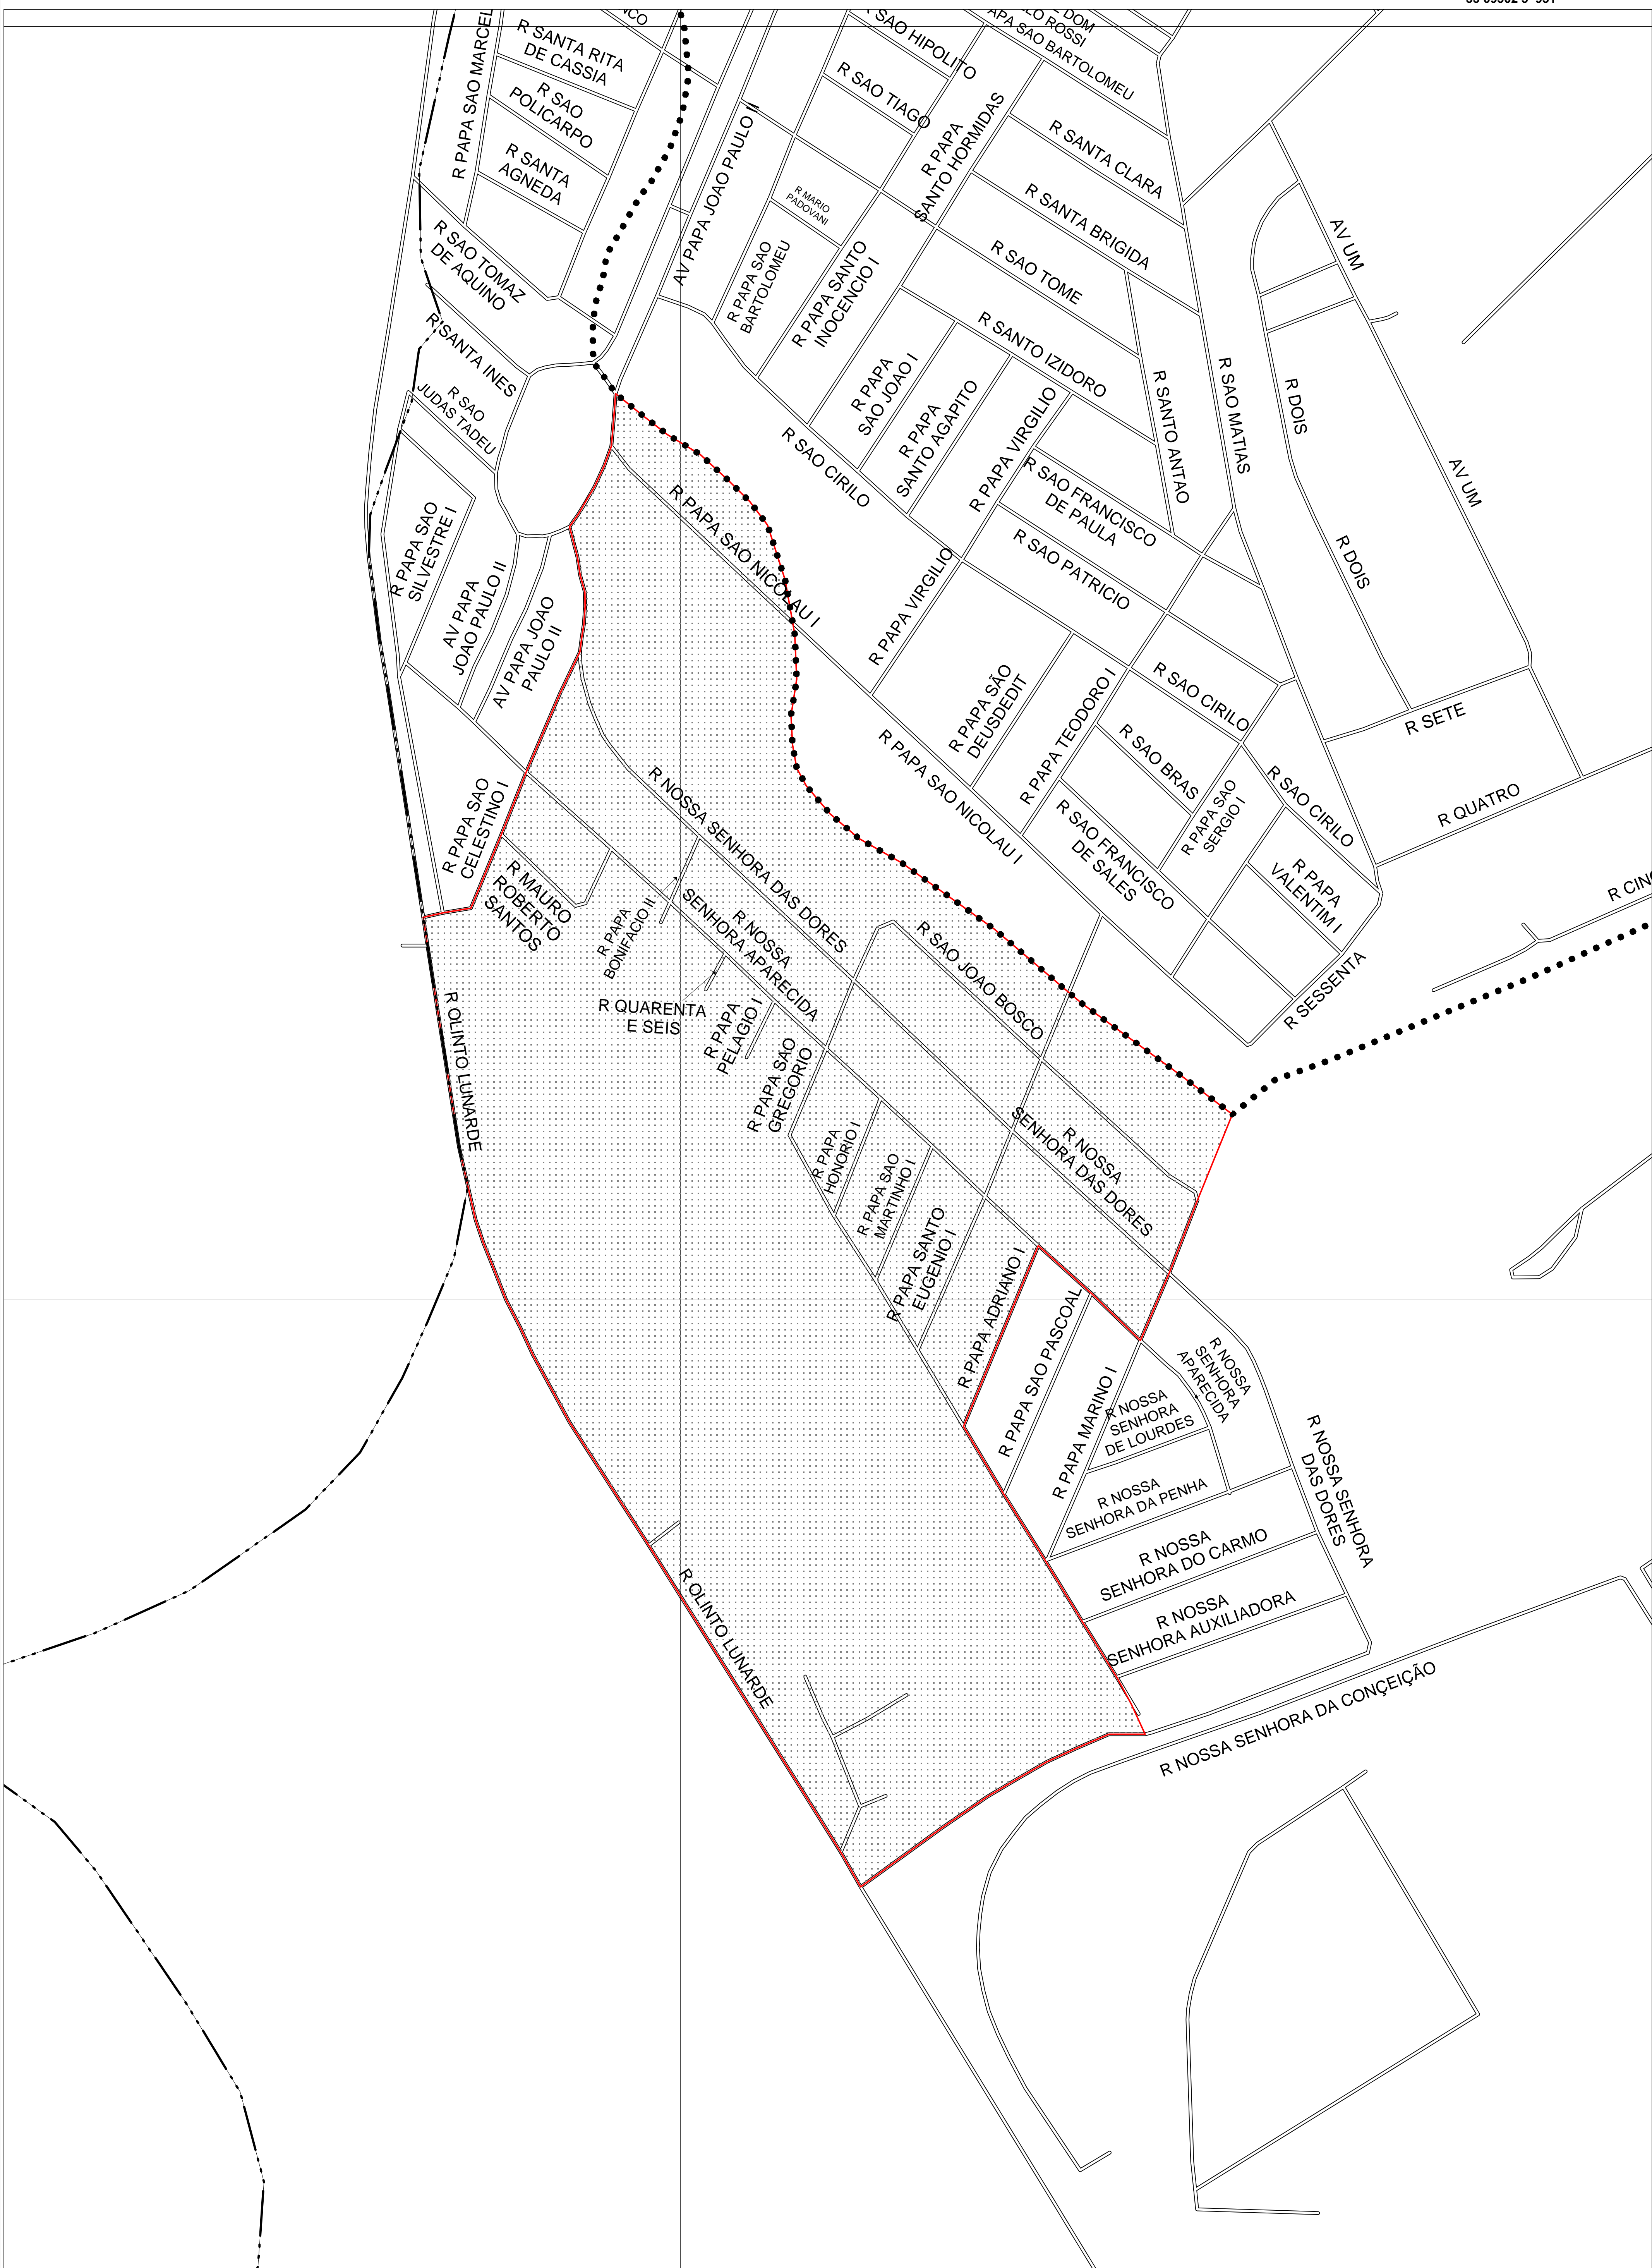 R PAPA SAO MARCEL
R SANTA RITA
DE CASSIA
R SAO
POLICARPO
R SANTA
AGNEDA
R SAO TOMAZ
DE AQUINO
R SANTA INES
R SAO
JUDAS TADEU
R PAPA SAO
SILVESTRE I
AV PAPA
JOAO PAULO II
AV PAPA JOAO
PAULO II
R PAPA SAO
CELESTINO I
AV PAPA JOAO PAULO II
R SAO HIPOLITO
R SAO TIAGO
R MARIO
PADOVANI
R PAPA SAO
BARTOLOMEU
R PAPA SANTO
INOCENCIO I
R PAPA
SANTO HORMIDAS
DOM
LO ROSSI
APA SAO BARTOLOMEU
R SANTA CLARA
R SANTA BRIGIDA
R SAO TOME
R SANTO IZIDORO
R PAPA
SAO JOAO I
R PAPA
SANTO AGAPITO
R PAPA VIRGILIO
R SAO CIRILO
R SANTO ANTAO
R SAO MATIAS
R SAO FRANCISCO
DE PAULA
R SAO PATRICIO
R PAPA VIRGILIO
AV UM
R DOIS
AV UM
R DOIS
R SETE
R QUATRO
R CINC
R PAPA SAO NICOLAU I
R PAPA SÃO
DEUSDEDIT
R PAPA TEODORO I
R SAO CIRILO
R SAO BRAS
R PAPA SAO
SERGIO I
R SAO CIRILO
R PAPA SAO NICOLAU I
R SAO FRANCISCO
DE SALES
R PAPA
VALENTIM I
R SESSENTA
R NOSSA SENHORA DAS DORES
R MAURO
ROBERTO
SANTOS
R PAPA
BONIFACIO II
R NOSSA
SENHORA APARECIDA
R QUARENTA
E SEIS
R PAPA
PELAGIO I
R SAO JOAO BOSCO
R OLINTO LUNARDE
R PAPA SAO
GREGORIO
R PAPA
HONORIO I
R PAPA SAO
MARTINHO I
R PAPA SANTO
EUGENIO I
R NOSSA
SENHORA DAS DORES
R PAPA ADRIANO I
R PAPA SAO PASCOAL
R PAPA MARINO I
R NOSSA
SENHORA
APARECIDA
R NOSSA
SENHORA
DE LOURDES
R NOSSA
SENHORA DA PENHA
R NOSSA SENHORA
DAS DORES
R NOSSA
SENHORA DO CARMO
R NOSSA
SENHORA AUXILIADORA
R OLINTO LUNARDE
R NOSSA SENHORA DA CONÇEIÇÃO